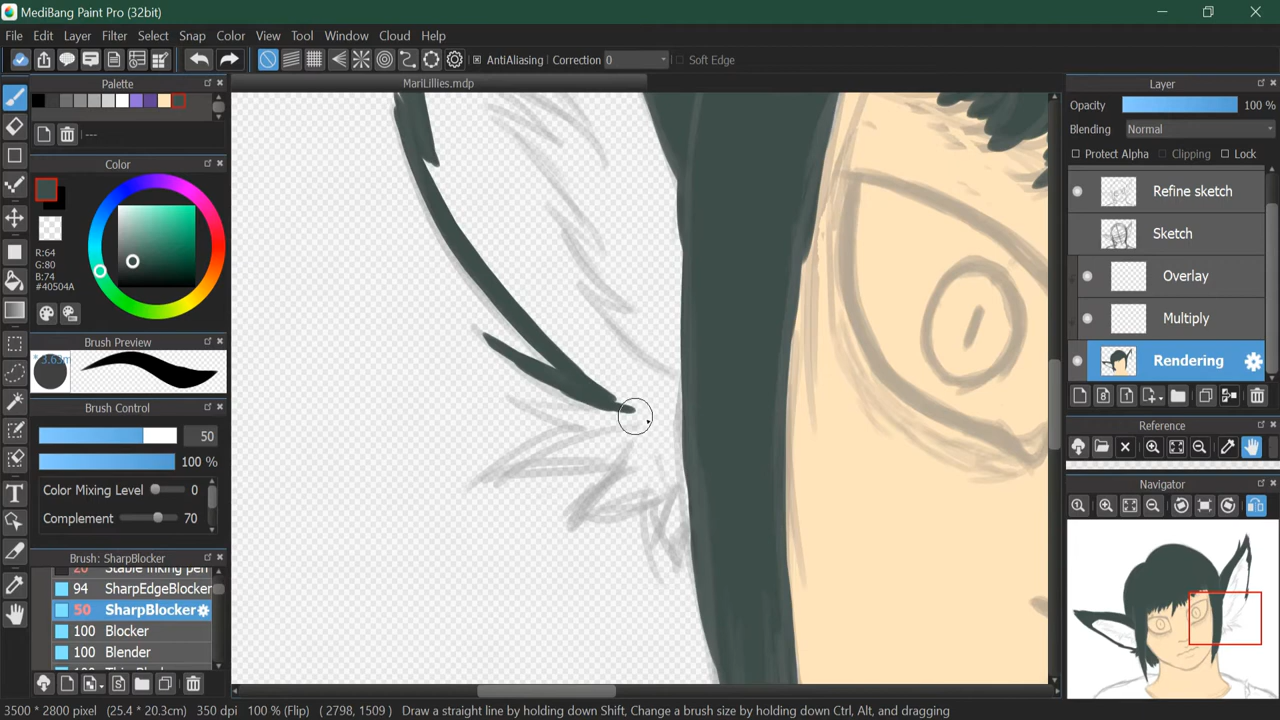 MediBang Paint Pro (32bit)
File Edit Layer Filter Select Snap Color View Tool Window Cloud Help
AntiAliasing Correction 0 Soft Edge
Palette
MariLillies.mdp
Layer
Opacity 100 %
Blending Normal
---
Protect Alpha Clipping Lock
Color
Refine sketch
Sketch
R:64
G:80
B:74
#40504A
Overlay
Multiply
Brush Preview
Rendering
Brush Control
50
100 %
Reference
Color Mixing Level 0
Complement 70
Navigator
Brush: SharpBlocker
20 Stable inking pen
94 SharpEdgeBlocker
50 SharpBlocker
100 Blocker
100 Blender
3500 * 2800 pixel (25.4 * 20.3cm) 350 dpi 100 % (Flip) ( 2798, 1509 ) Draw a straight line by holding down Shift, Change a brush size by holding down Ctrl, Alt, and dragging